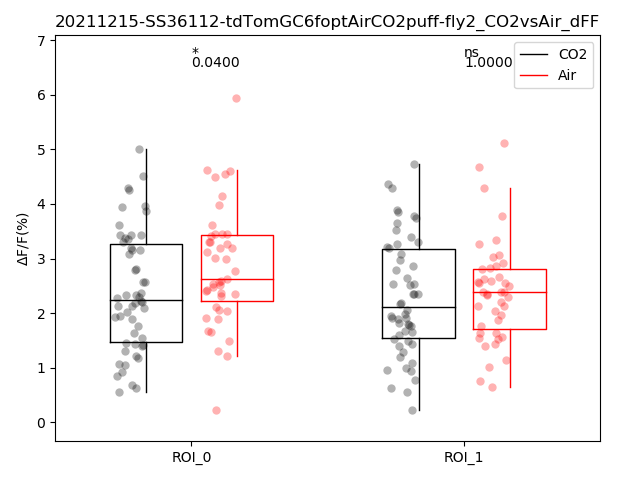 20211215-SS36112-tdTomGC6foptAirCO2puff-fly2_CO2vsAir_dFF
7
6
5
4
3
2
1
0
ΔF/F(%)
*
0.0400
ns
1.0000
CO2
Air
ROI_0
ROI_1